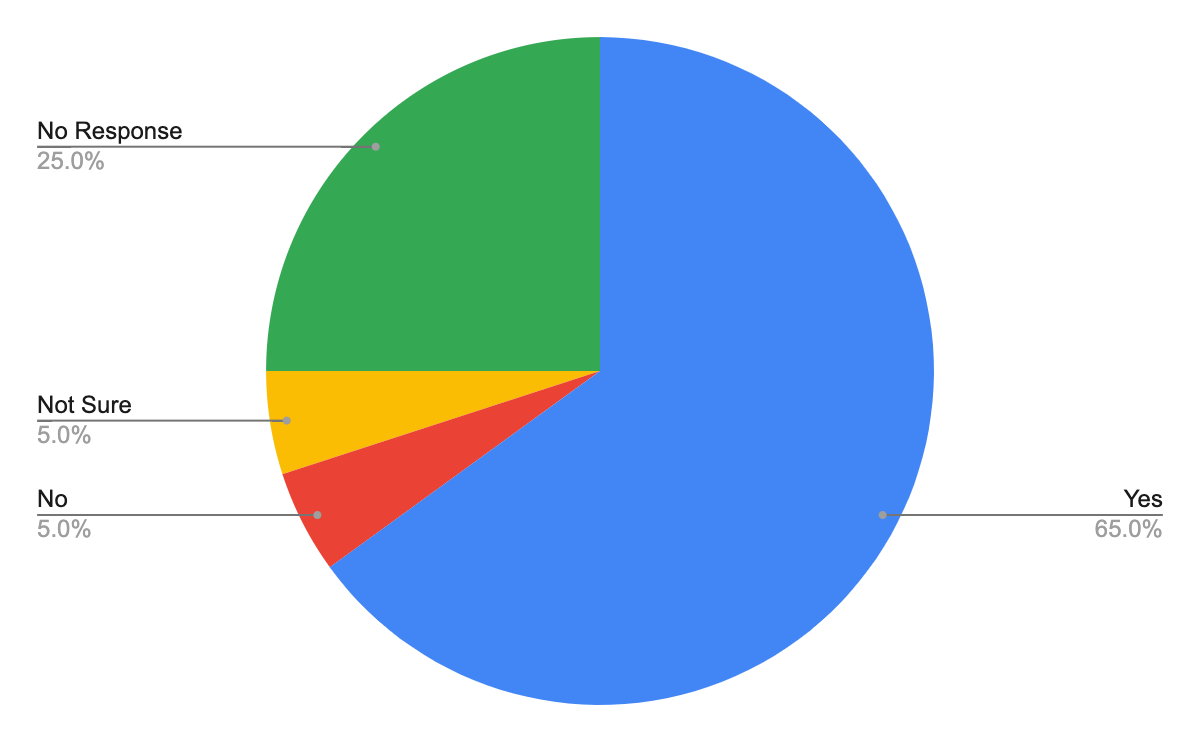 No Response
25.0%
Not Sure
5.0%
No
5.0%
Yes
65.0%